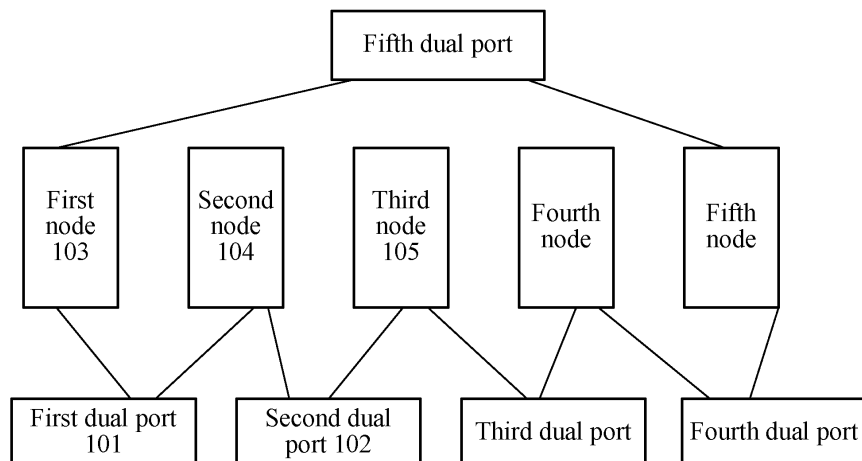 Fifth dual port
First
node
103
Second
node
104
Third
node
105
Fourth
node
Fifth
node
First dual port
101
Second dual
port 102
Third dual port
Fourth dual port